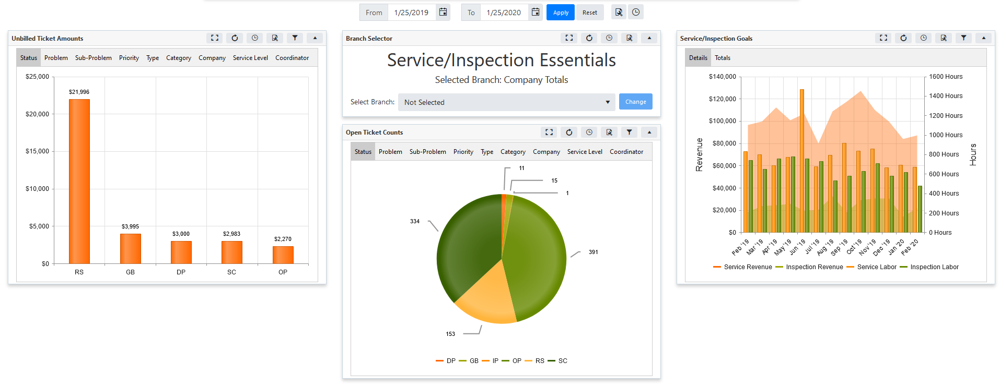 From 1/25/2019 To 1/25/2020 Apply Reset
Unbilled Ticket Amounts
Status Problem Sub-Problem Priority Type Category Company Service Level Coordinator
$25,000
$20,000
$15,000
$10,000
$5,000
$0
$21,996
$3,995
$3,000
$2,983
$2,270
RS GB DP SC OP
Branch Selector
Service/Inspection Essentials
Selected Branch: Company Totals
Select Branch: Not Selected Change
Open Ticket Counts
Status Problem Sub-Problem Priority Type Category Company Service Level Coordinator
11
15
1
334
391
153
DP GB IP OP RS SC
Service/Inspection Goals
Details Totals
$140,000
$120,000
$100,000
$80,000
$60,000
$40,000
$20,000
$0
Revenue
1600 Hours
1400 Hours
1200 Hours
1000 Hours
800 Hours
600 Hours
400 Hours
200 Hours
0 Hours
Hours
Feb '19 Mar '19 Apr '19 May '19 Jun '19 Jul '19 Aug '19 Sep '19 Oct '19 Nov '19 Dec '19 Jan '20 Feb '20
Service Revenue Inspection Revenue Service Labor Inspection Labor